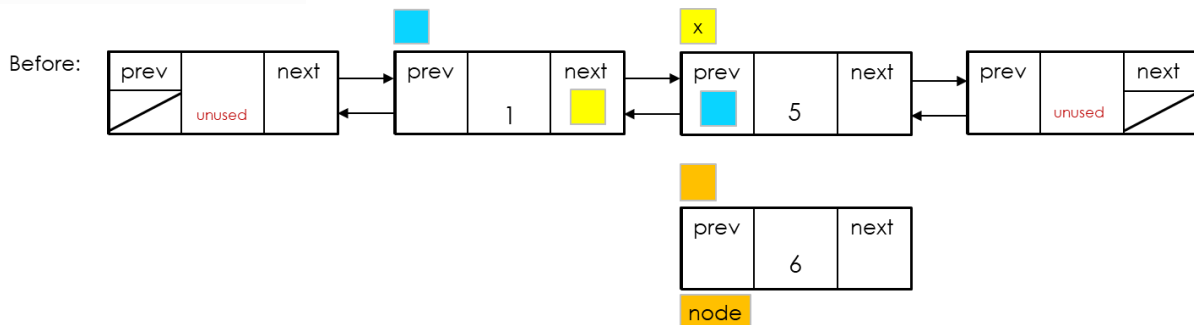 x
Before:
prev next prev next prev next prev next
unused 1 5 unused
prev next
6
node